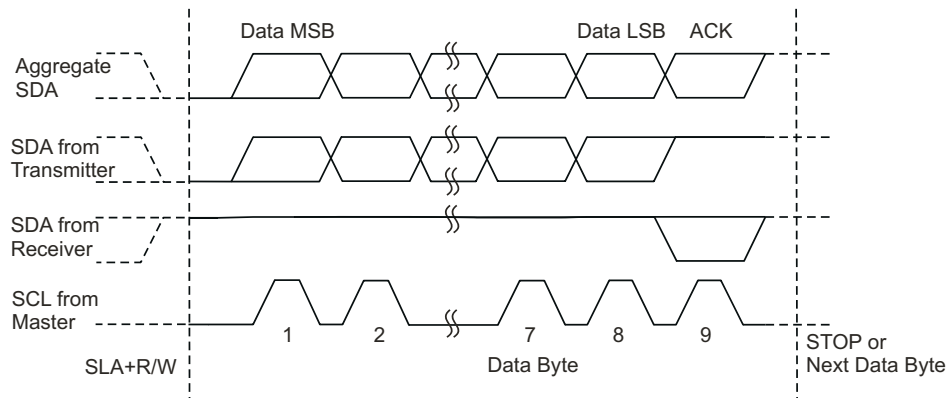 Data MSB
Data LSB
ACK
Aggregate
SDA
SDA from
Transmitter
SDA from
Receiver
SCL from
Master
1
2
7
8
9
SLA+R/W
Data Byte
STOP or
Next Data Byte